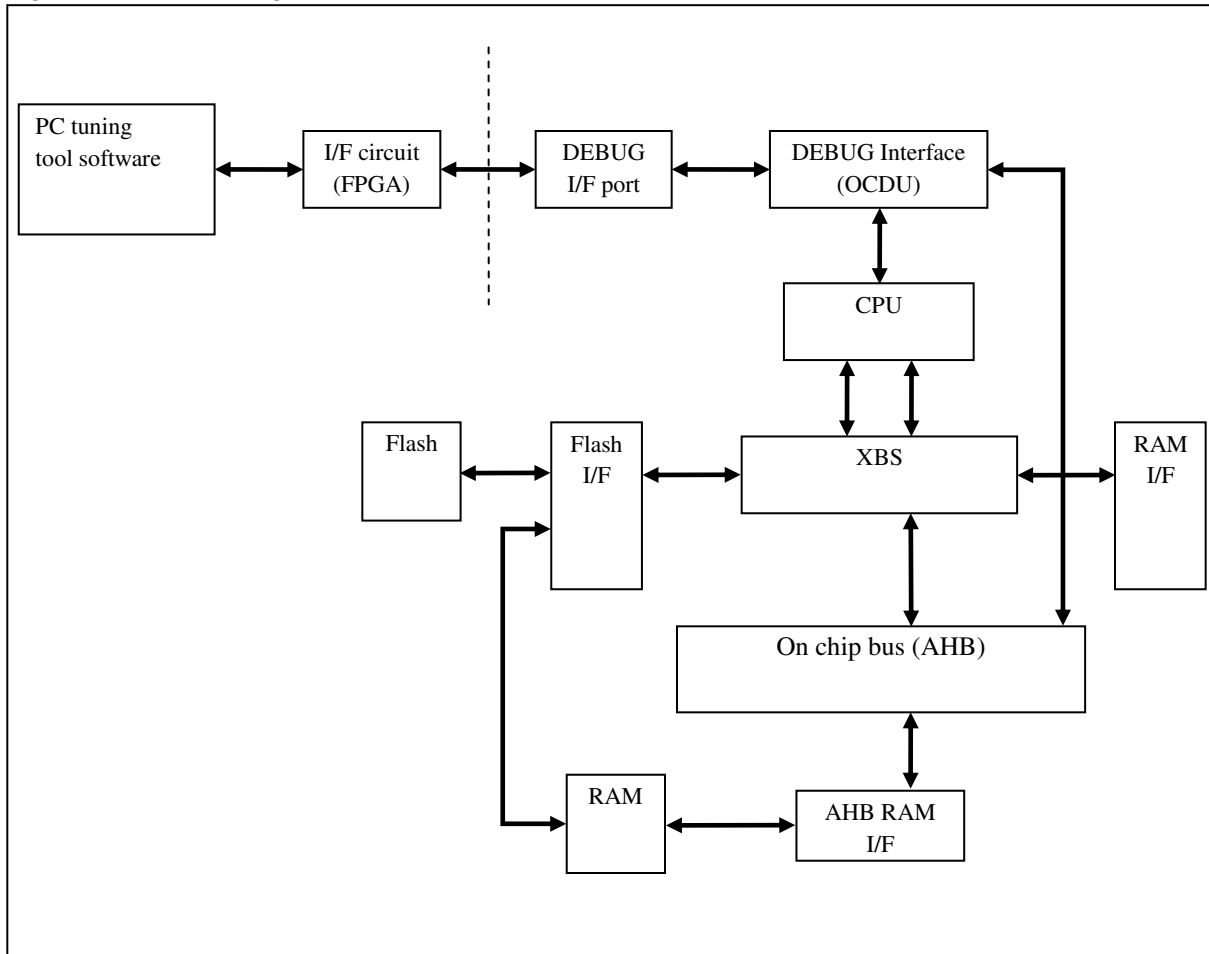 PC tuning
tool software
I/F circuit
(FPGA)
DEBUG
I/F port
DEBUG Interface
(OCDU)
CPU
Flash
Flash
I/F
XBS
RAM
I/F
On chip bus (AHB)
RAM
AHB RAM
I/F